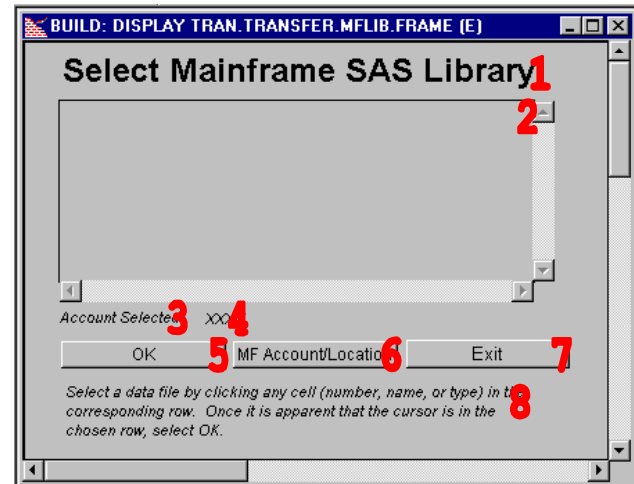 BUILD: DISPLAY TRAN.TRANSFER.MFLIB.FRAME (E)
Select Mainframe SAS Library 1
2
Account Selected 3 XXX 4
OK 5 MF Account/Location 6 Exit 7
Select a data file by clicking any cell (number, name, or type) in the 8
corresponding row. Once it is apparent that the cursor is in the
chosen row, select OK.